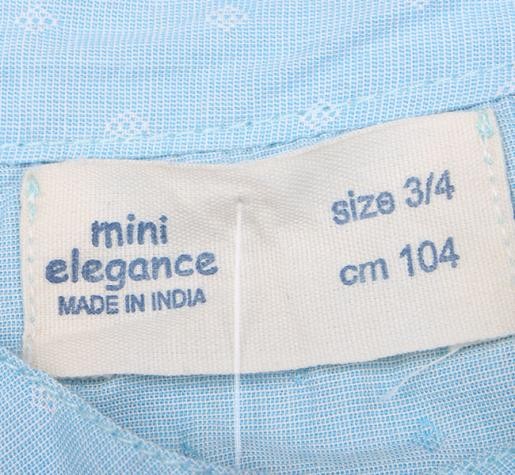 mini
elegance
MADE IN INDIA
size 3/4
cm 104